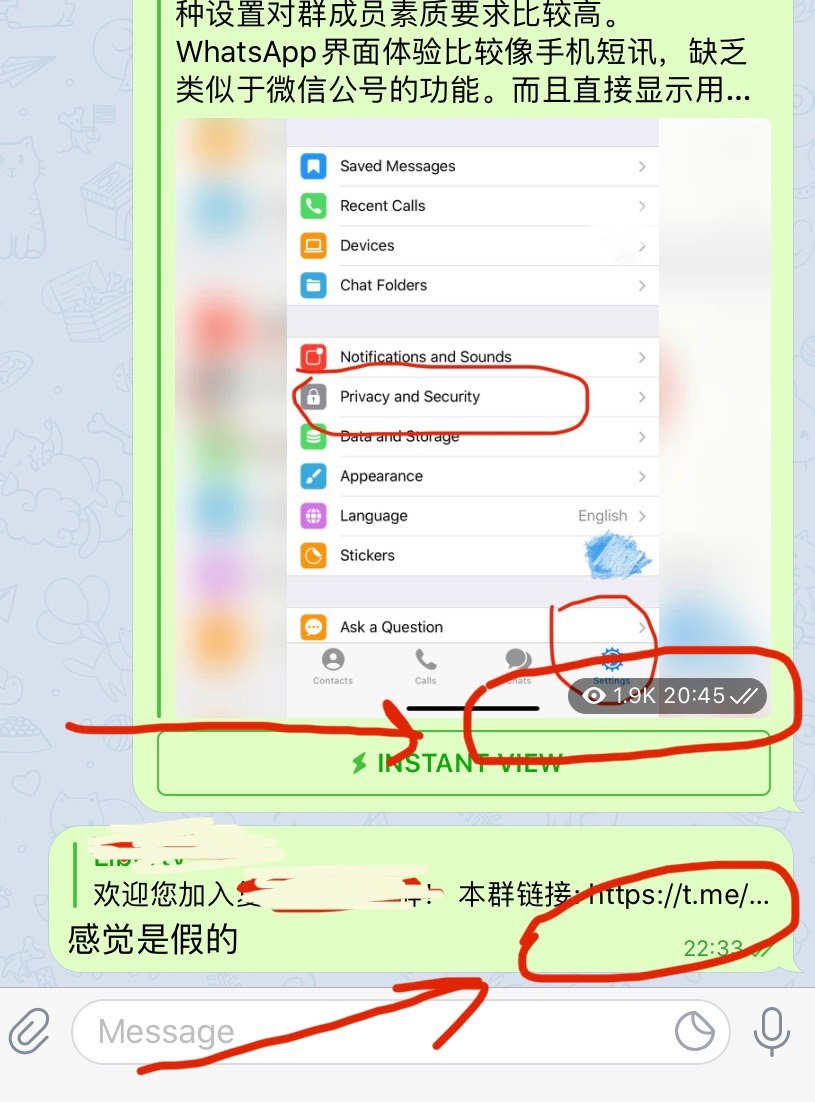 种设置对群成员素质要求比较高。
WhatsApp界面体验比较像手机短讯，缺乏
类似于微信公号的功能。而且直接显示用...
Saved Messages
Recent Calls
Devices
Chat Folders
Notifications and Sounds
Privacy and Security
Data and Storage
Appearance
Language English
Stickers
Ask a Question
Contacts Calls Chats Settings
1.9K 20:45
INSTANT VIEW
欢迎您加入 本群链接: https://t.me/...
感觉是假的
22:33
Message